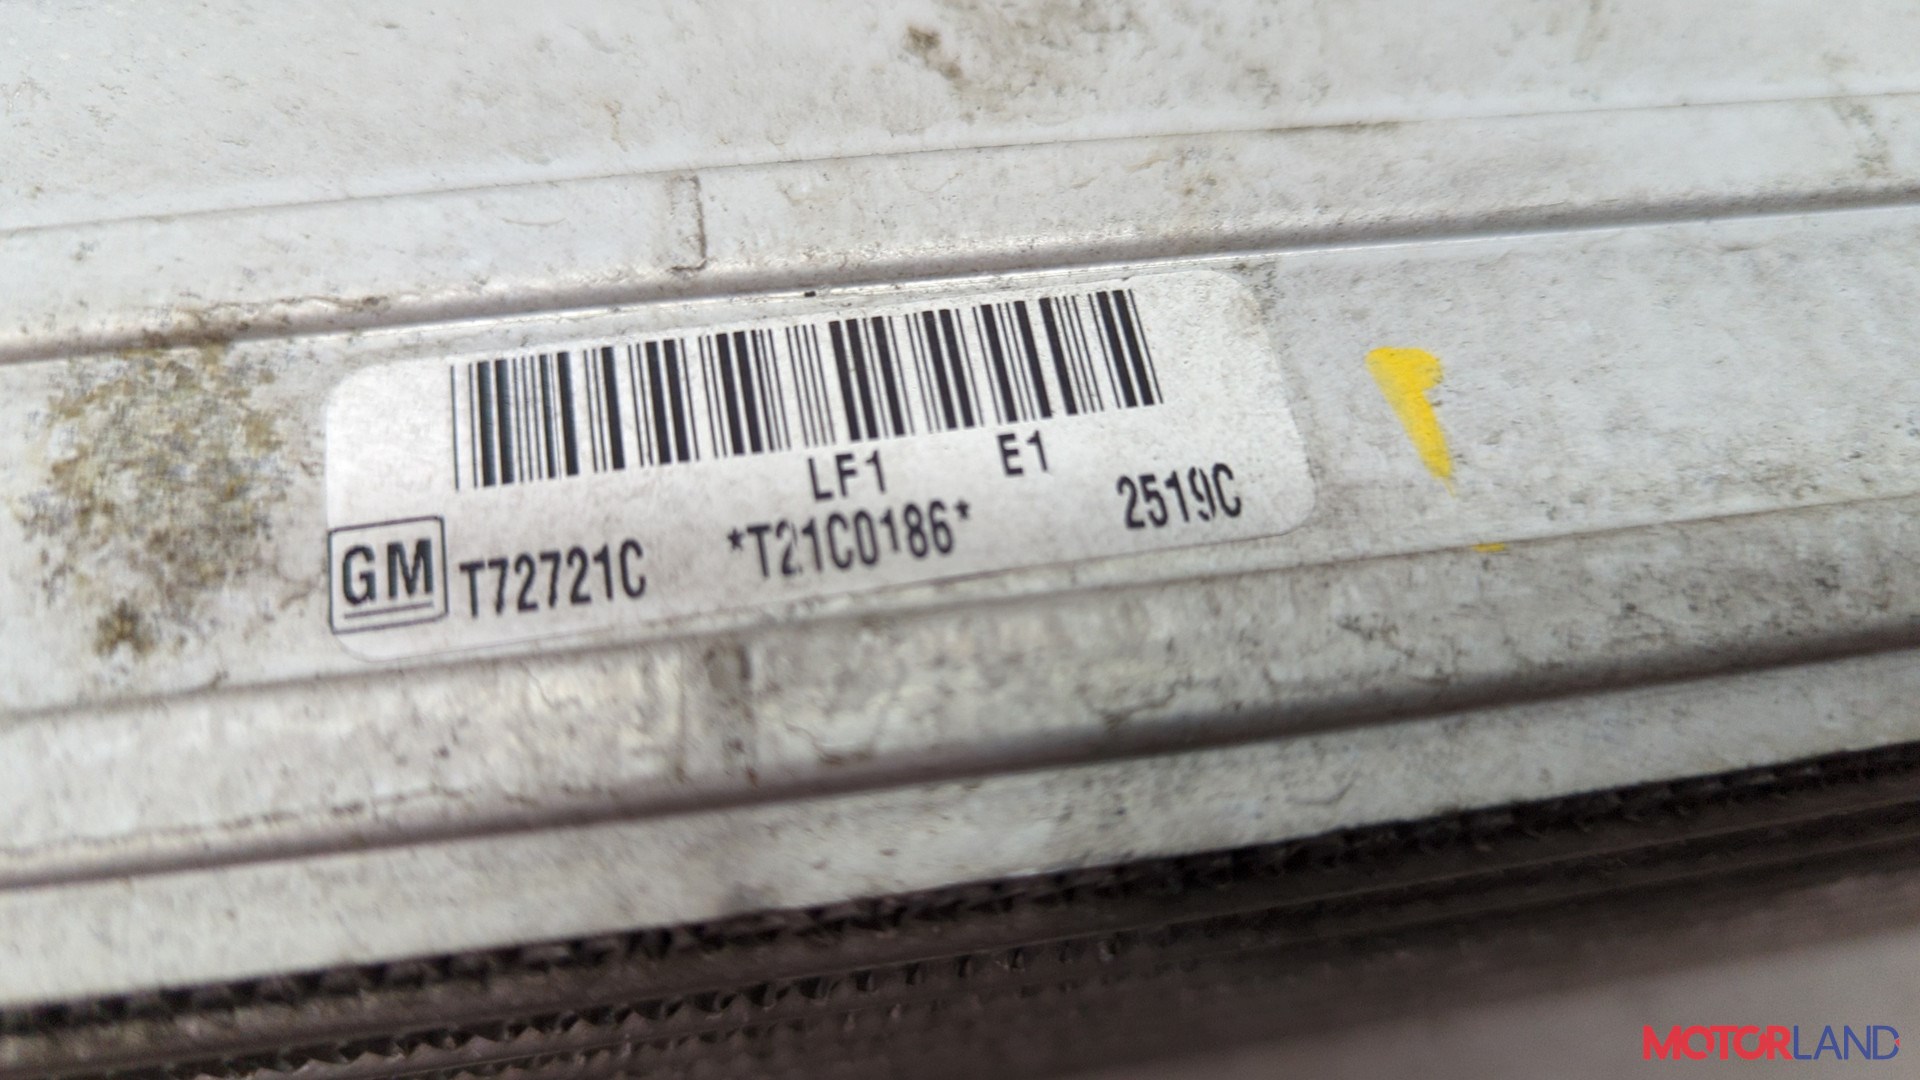 LF1 E1
GM T72721C *T21C0186* 2519C
MOTORLAND